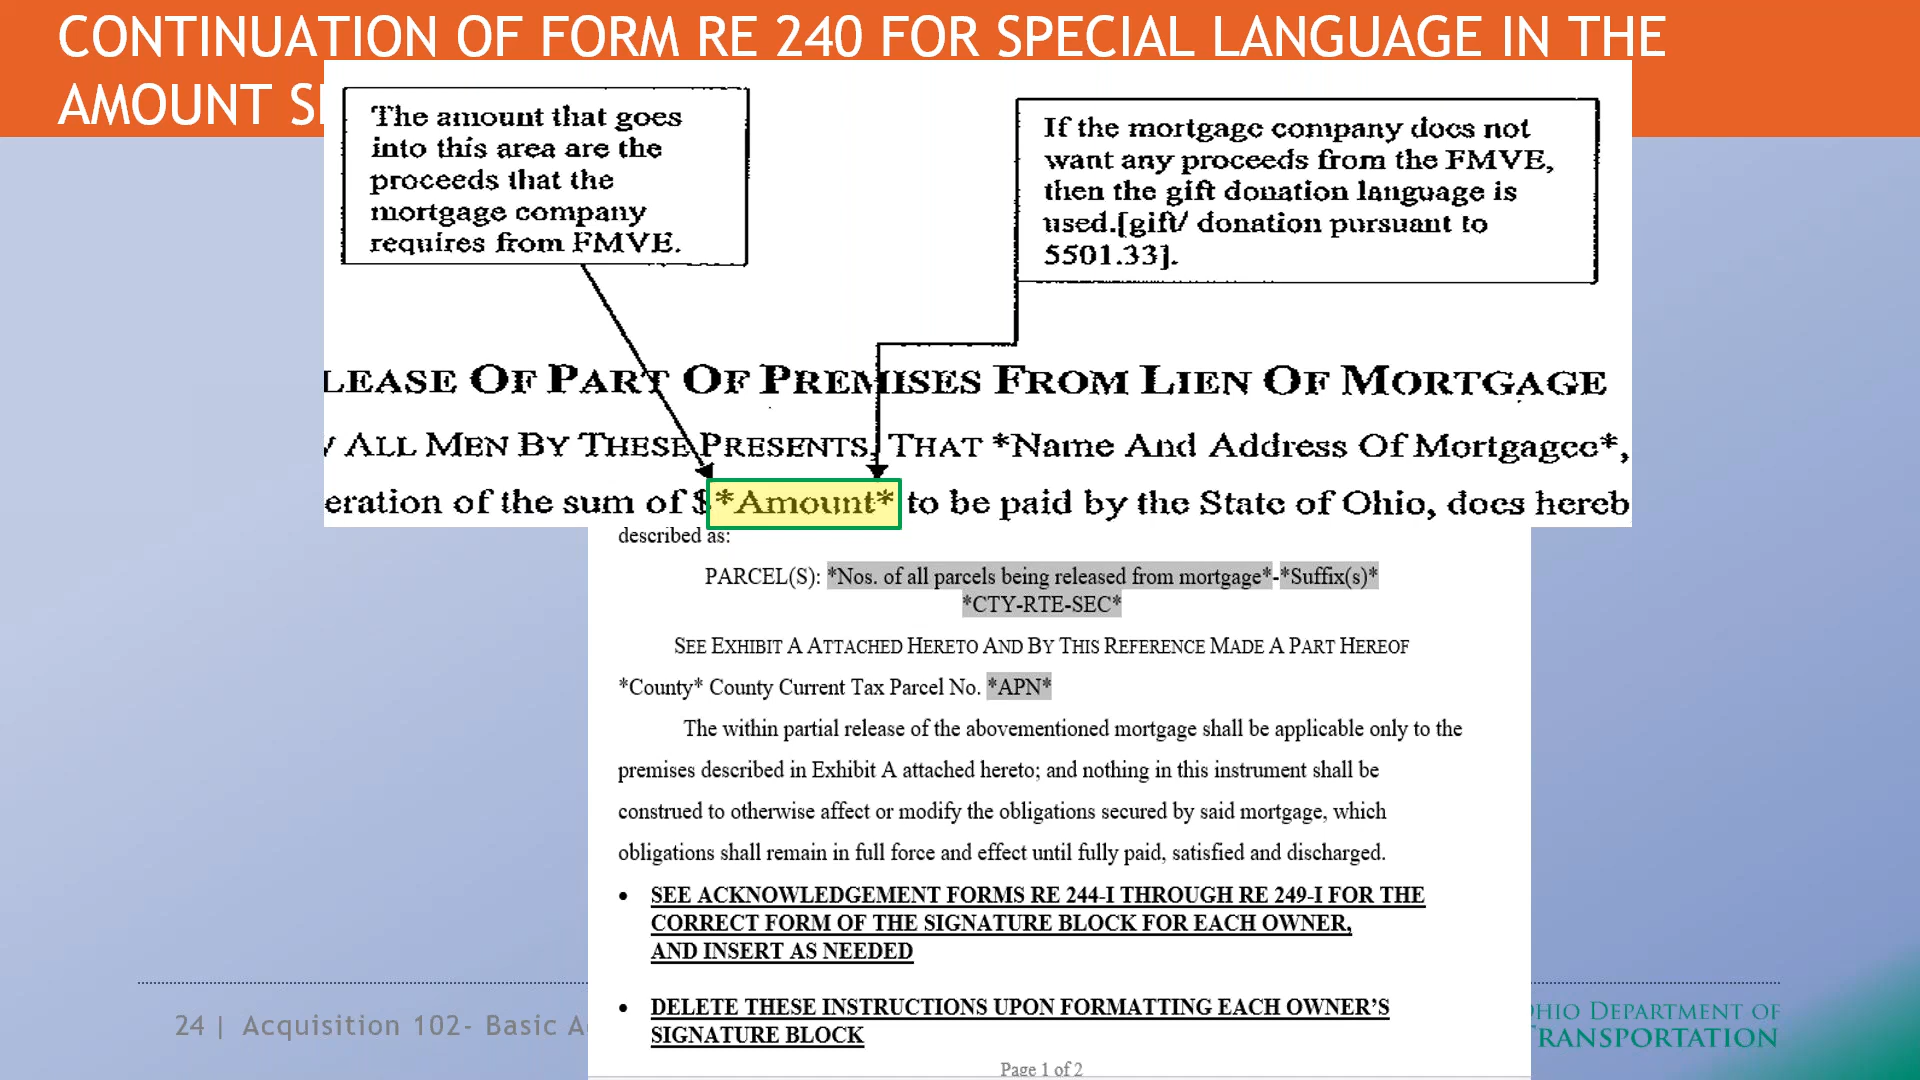 CONTINUATION OF FORM RE 240 FOR SPECIAL LANGUAGE IN THE
AMOUNT
The amount that goes
into this area are the
proceeds that the
mortgage company
requires from FMVE.
If the mortgage company does not
want any proceeds from the FMVE,
then the gift donation language is
used.[gift/ donation pursuant to
5501.33].
LEASE OF PART OF PREMISES FROM LIEN OF MORTGAGE
ALL MEN BY THESE PRESENTS, THAT *Name And Address Of Mortgagee*,
eration of the sum of $*Amount* to be paid by the State of Ohio, does hereb
described as:
PARCEL(S): *Nos. of all parcels being released from mortgage*-*Suffix(s)*
*CTY-RTE-SEC*
SEE EXHIBIT A ATTACHED HERETO AND BY THIS REFERENCE MADE A PART HEREOF
*County* County Current Tax Parcel No. *APN*
The within partial release of the abovementioned mortgage shall be applicable only to the
premises described in Exhibit A attached hereto; and nothing in this instrument shall be
construed to otherwise affect or modify the obligations secured by said mortgage, which
obligations shall remain in full force and effect until fully paid, satisfied and discharged.
• SEE ACKNOWLEDGEMENT FORMS RE 244-I THROUGH RE 249-I FOR THE
CORRECT FORM OF THE SIGNATURE BLOCK FOR EACH OWNER,
AND INSERT AS NEEDED
• DELETE THESE INSTRUCTIONS UPON FORMATTING EACH OWNER'S
SIGNATURE BLOCK
Page 1 of 2
24 | Acquisition 102- Basic A
OHIO DEPARTMENT OF
TRANSPORTATION